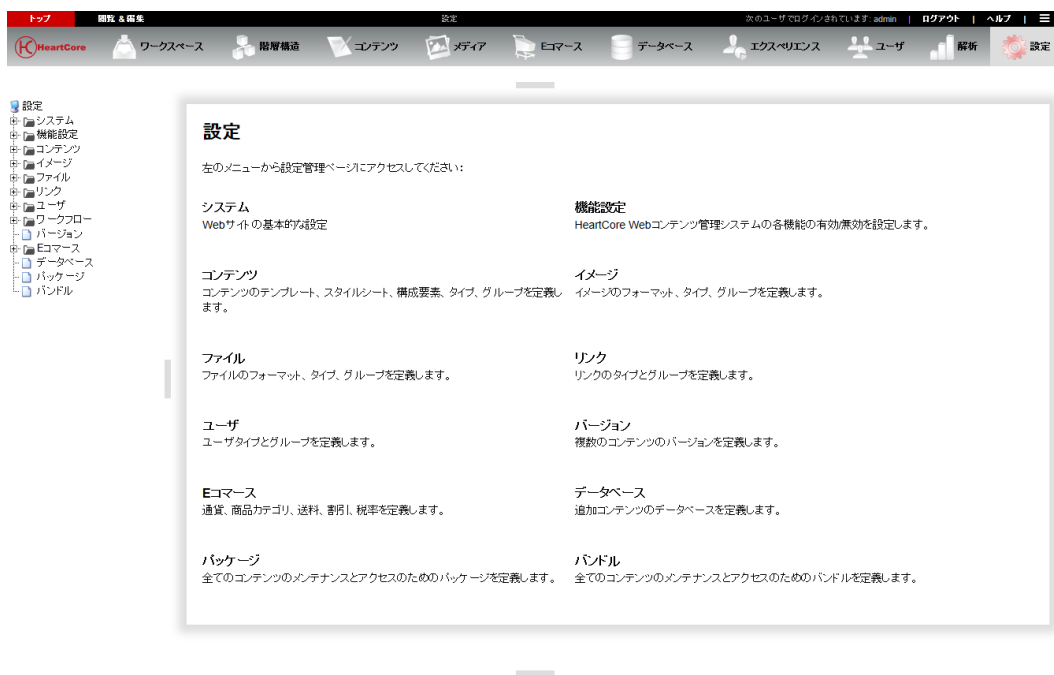 トップ 閲覧 & 編集 設定 次のユーザでログインされています: admin | ログアウト | ヘルプ |
HeartCore ワークスペース 階層構造 コンテンツ メディア Eコマース データベース エクスペリエンス ユーザ 解析 設定
設定
システム
機能設定
コンテンツ
イメージ
ファイル
リンク
ユーザ
ワークフロー
バージョン
Eコマース
データベース
パッケージ
バンドル
設定
左のメニューから設定管理ページにアクセスしてください:
システム
Webサイトの基本的な設定
機能設定
HeartCore Webコンテンツ管理システムの各機能の有効/無効を設定します。
コンテンツ
コンテンツのテンプレート、スタイルシート、構成要素、タイプ、グループを定義し
ます。
イメージ
イメージのフォーマット、タイプ、グループを定義します。
ファイル
ファイルのフォーマット、タイプ、グループを定義します。
リンク
リンクのタイプとグループを定義します。
ユーザ
ユーザタイプとグループを定義します。
バージョン
複数のコンテンツのバージョンを定義します。
Eコマース
通貨、商品カテゴリ、送料、割引、税率を定義します。
データベース
追加コンテンツのデータベースを定義します。
パッケージ
全てのコンテンツのメンテナンスとアクセスのためのパッケージを定義します。
バンドル
全てのコンテンツのメンテナンスとアクセスのためのバンドルを定義します。